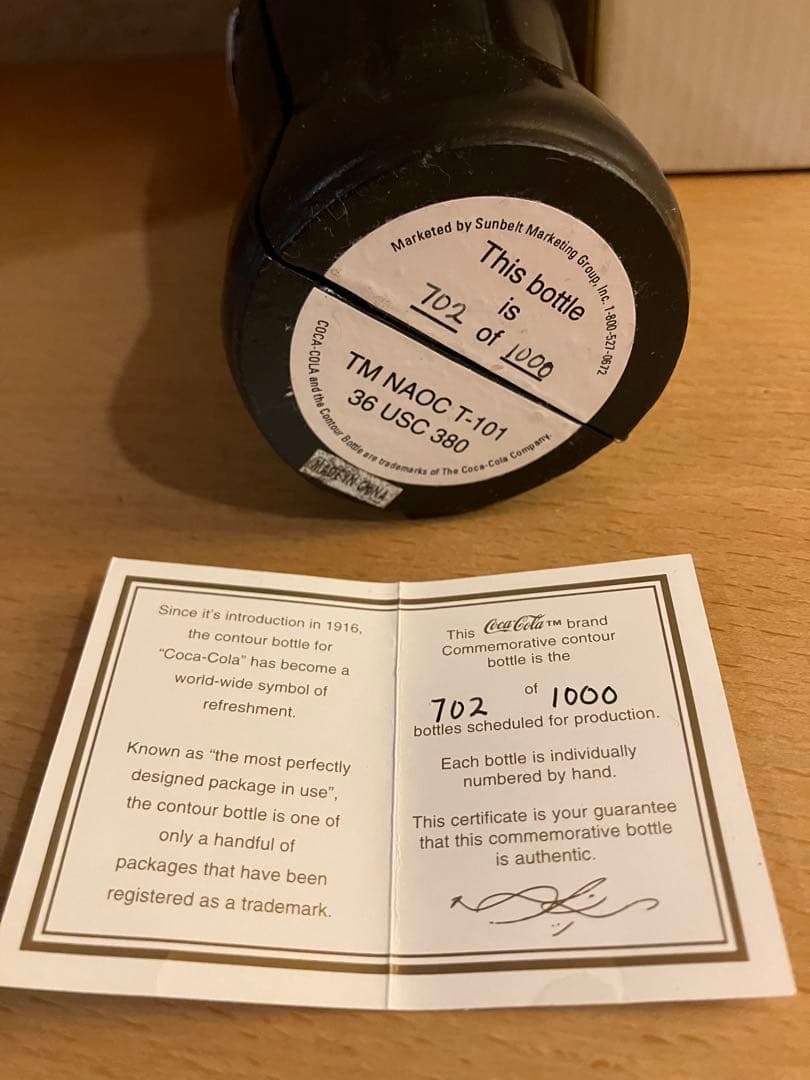 Marketed by Sunbelt Marketing Group, Inc. 1-800-527-0672
This bottle
is
702 of 1000
TM NAOC T-101
36 USC 380
COCA-COLA and the Contour Bottle are trademarks of The Coca-Cola Company.
MADE IN CHINA
Since it's introduction in 1916,
the contour bottle for
"Coca-Cola" has become a
world-wide symbol of
refreshment.
Known as "the most perfectly
designed package in use",
the contour bottle is one of
only a handful of
packages that have been
registered as a trademark.
This Coca-Cola TM brand
Commemorative contour
bottle is the
702 of 1000
bottles scheduled for production.
Each bottle is individually
numbered by hand.
This certificate is your guarantee
that this commemorative bottle
is authentic.